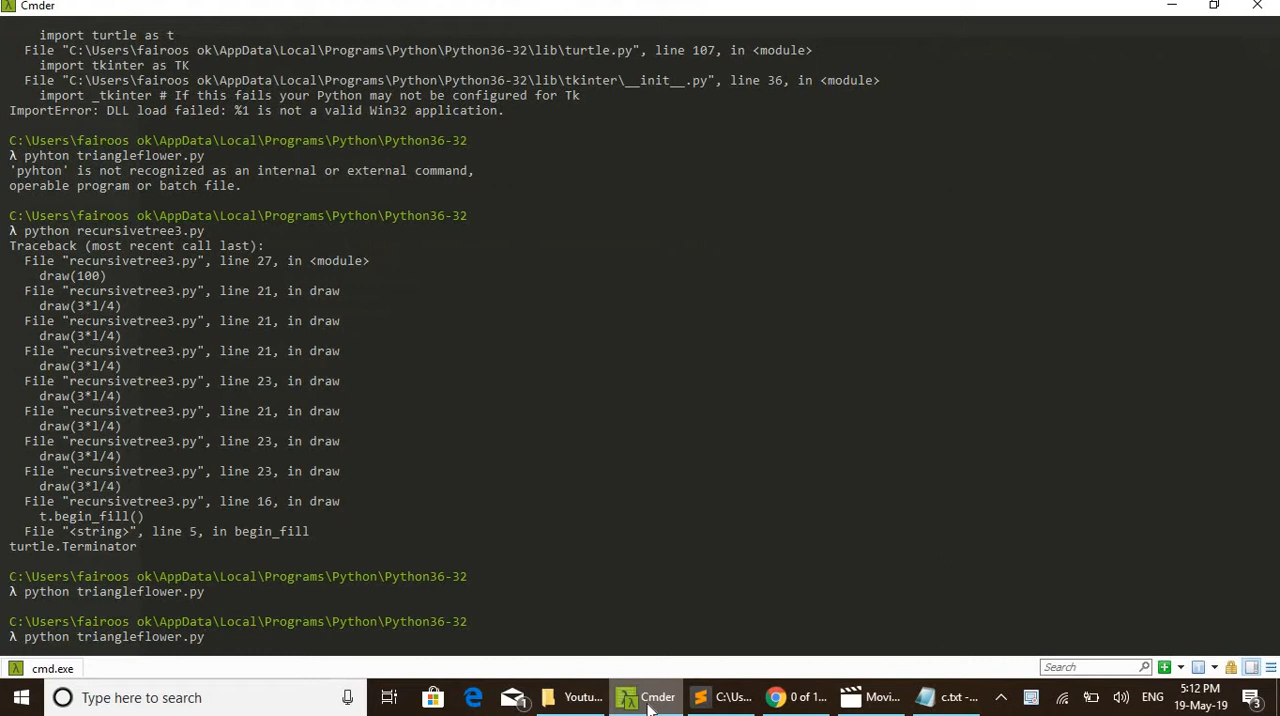 Cmder
import turtle as t
File "C:\Users\fairoos ok\AppData\Local\Programs\Python\Python36-32\lib\turtle.py", line 107, in <module>
import tkinter as TK
File "C:\Users\fairoos ok\AppData\Local\Programs\Python\Python36-32\lib\tkinter\__init__.py", line 36, in <module>
import _tkinter # If this fails your Python may not be configured for Tk
ImportError: DLL load failed: %1 is not a valid Win32 application.
C:\Users\fairoos ok\AppData\Local\Programs\Python\Python36-32
λ pyhton triangleflower.py
'pyhton' is not recognized as an internal or external command,
operable program or batch file.
C:\Users\fairoos ok\AppData\Local\Programs\Python\Python36-32
λ python recursivetree3.py
Traceback (most recent call last):
File "recursivetree3.py", line 27, in <module>
draw(100)
File "recursivetree3.py", line 21, in draw
draw(3*l/4)
File "recursivetree3.py", line 21, in draw
draw(3*l/4)
File "recursivetree3.py", line 21, in draw
draw(3*l/4)
File "recursivetree3.py", line 23, in draw
draw(3*l/4)
File "recursivetree3.py", line 21, in draw
draw(3*l/4)
File "recursivetree3.py", line 23, in draw
draw(3*l/4)
File "recursivetree3.py", line 23, in draw
draw(3*l/4)
File "recursivetree3.py", line 16, in draw
t.begin_fill()
File "<string>", line 5, in begin_fill
turtle.Terminator
C:\Users\fairoos ok\AppData\Local\Programs\Python\Python36-32
λ python triangleflower.py
C:\Users\fairoos ok\AppData\Local\Programs\Python\Python36-32
λ python triangleflower.py
cmd.exe
Search
Type here to search
1
Youtu...
Cmder
C:\Us...
0 of 1...
Movi...
c.txt -...
ENG
5:12 PM
19-May-19
3